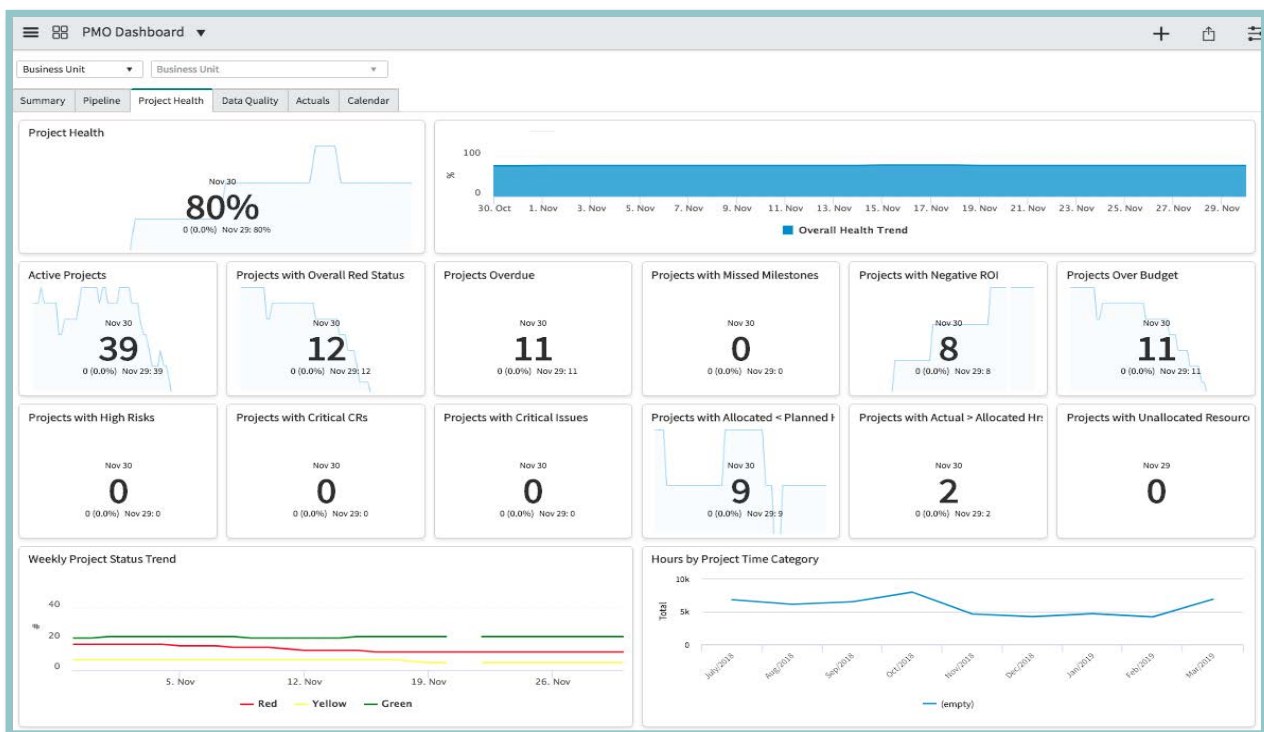 PMO Dashboard
Business Unit Business Unit
Summary Pipeline Project Health Data Quality Actuals Calendar
Project Health
Nov 30
80%
0 (0.0%) Nov 29: 80%
100
%
0
30. Oct 1. Nov 3. Nov 5. Nov 7. Nov 9. Nov 11. Nov 13. Nov 15. Nov 17. Nov 19. Nov 21. Nov 23. Nov 25. Nov 27. Nov 29. Nov
Overall Health Trend
Active Projects
Nov 30
39
0 (0.0%) Nov 29: 39
Projects with Overall Red Status
Nov 30
12
0 (0.0%) Nov 29: 12
Projects Overdue
Nov 30
11
0 (0.0%) Nov 29: 11
Projects with Missed Milestones
Nov 30
0
0 (0.0%) Nov 29: 0
Projects with Negative ROI
Nov 30
8
0 (0.0%) Nov 29: 8
Projects Over Budget
Nov 30
11
0 (0.0%) Nov 29: 11
Projects with High Risks
Nov 30
0
0 (0.0%) Nov 29: 0
Projects with Critical CRs
Nov 30
0
0 (0.0%) Nov 29: 0
Projects with Critical Issues
Nov 30
0
0 (0.0%) Nov 29: 0
Projects with Allocated < Planned H
Nov 30
9
0 (0.0%) Nov 29: 9
Projects with Actual > Allocated Hrs
Nov 30
2
0 (0.0%) Nov 29: 2
Projects with Unallocated Resourc
Nov 29
0
Weekly Project Status Trend
40
%
20
0
5. Nov 12. Nov 19. Nov 26. Nov
Red Yellow Green
Hours by Project Time Category
10k
Total
5k
0
July/2018 Aug/2018 Sep/2018 Oct/2018 Nov/2018 Dec/2018 Jan/2019 Feb/2019 Mar/2019
(empty)